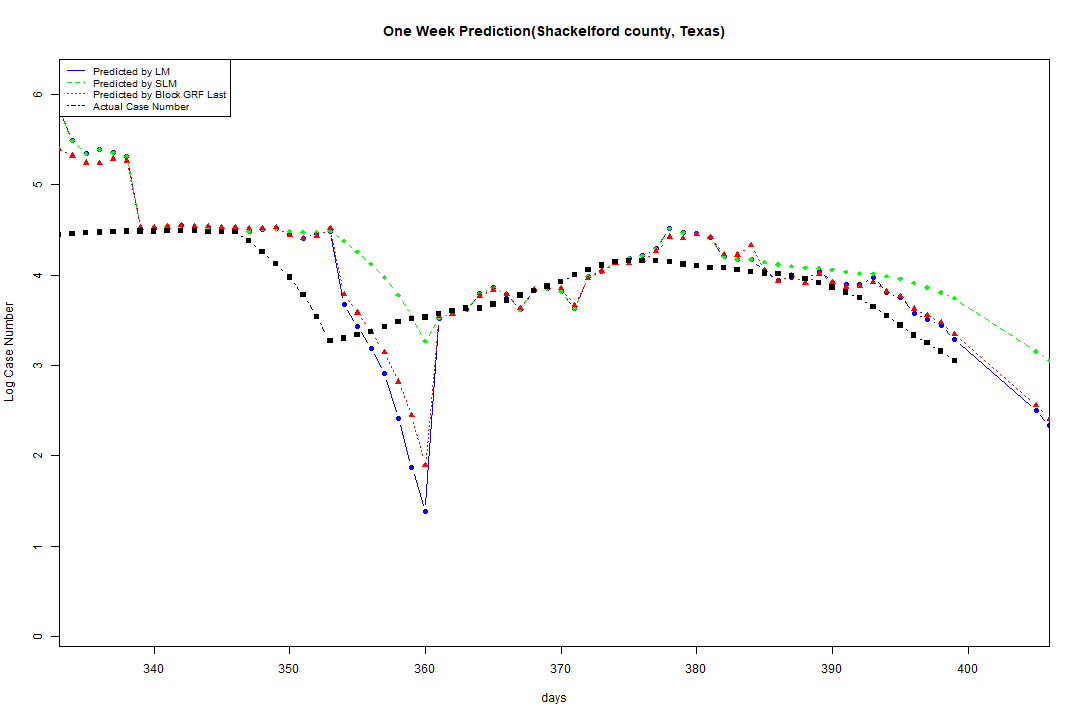 One Week Prediction(Shackelford county, Texas)
Predicted by LM
Predicted by SLM
Predicted by Block GRF Last
Actual Case Number
6
5
4
3
2
1
0
Log Case Number
340 350 360 370 380 390 400
days